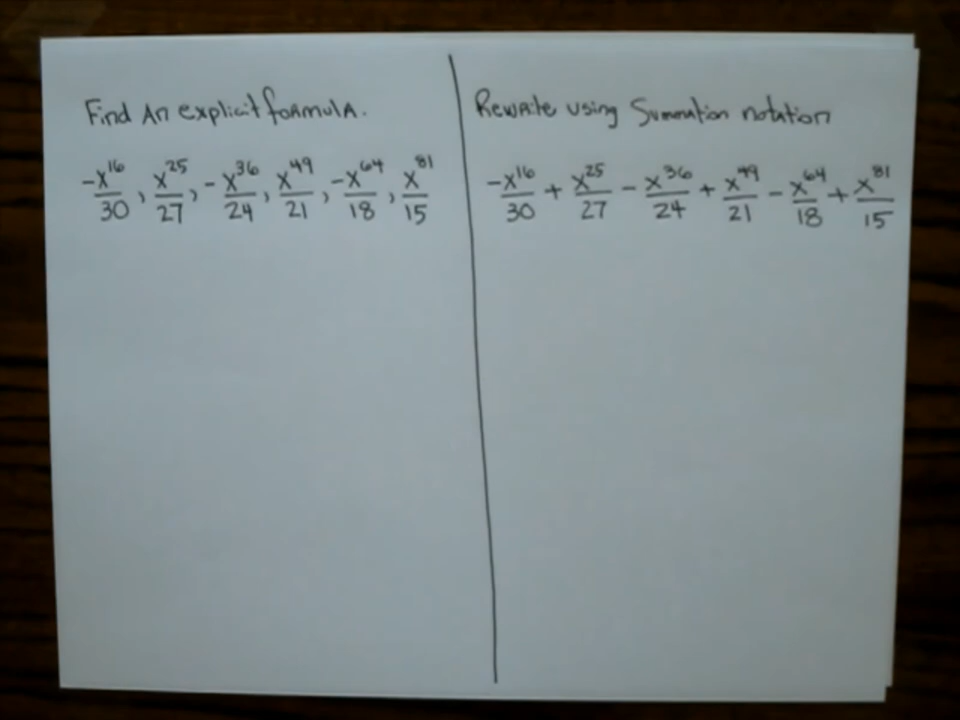 Find An explicit formula.
-x^16/30, x^25/27, -x^36/24, x^49/21, -x^64/18, x^81/15
Rewrite using Summation notation
-x^16/30 + x^25/27 - x^36/24 + x^49/21 - x^64/18 + x^81/15